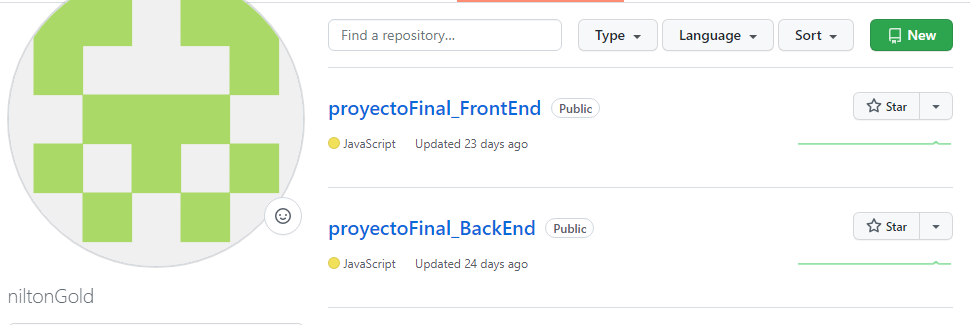 Find a repository...
Type
Language
Sort
New
proyectoFinal_FrontEnd
Public
Star
JavaScript
Updated 23 days ago
proyectoFinal_BackEnd
Public
Star
JavaScript
Updated 24 days ago
niltonGold